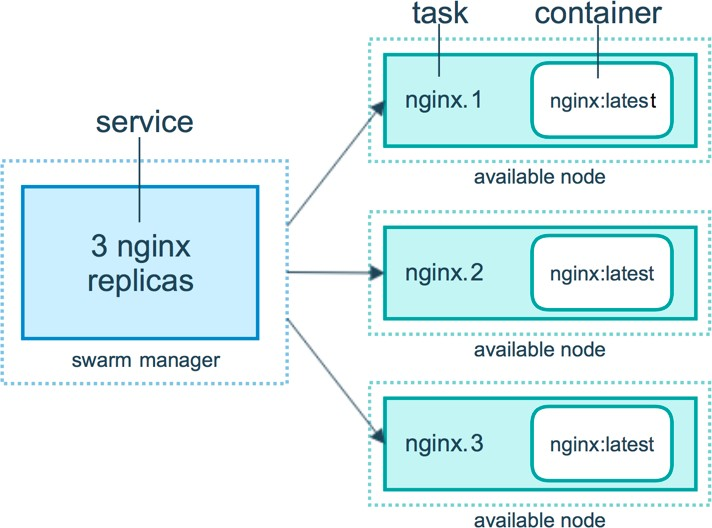 task
container
nginx.1
nginx:latest
available node
service
3 nginx
replicas
swarm manager
nginx.2
nginx:latest
available node
nginx.3
nginx:latest
available node